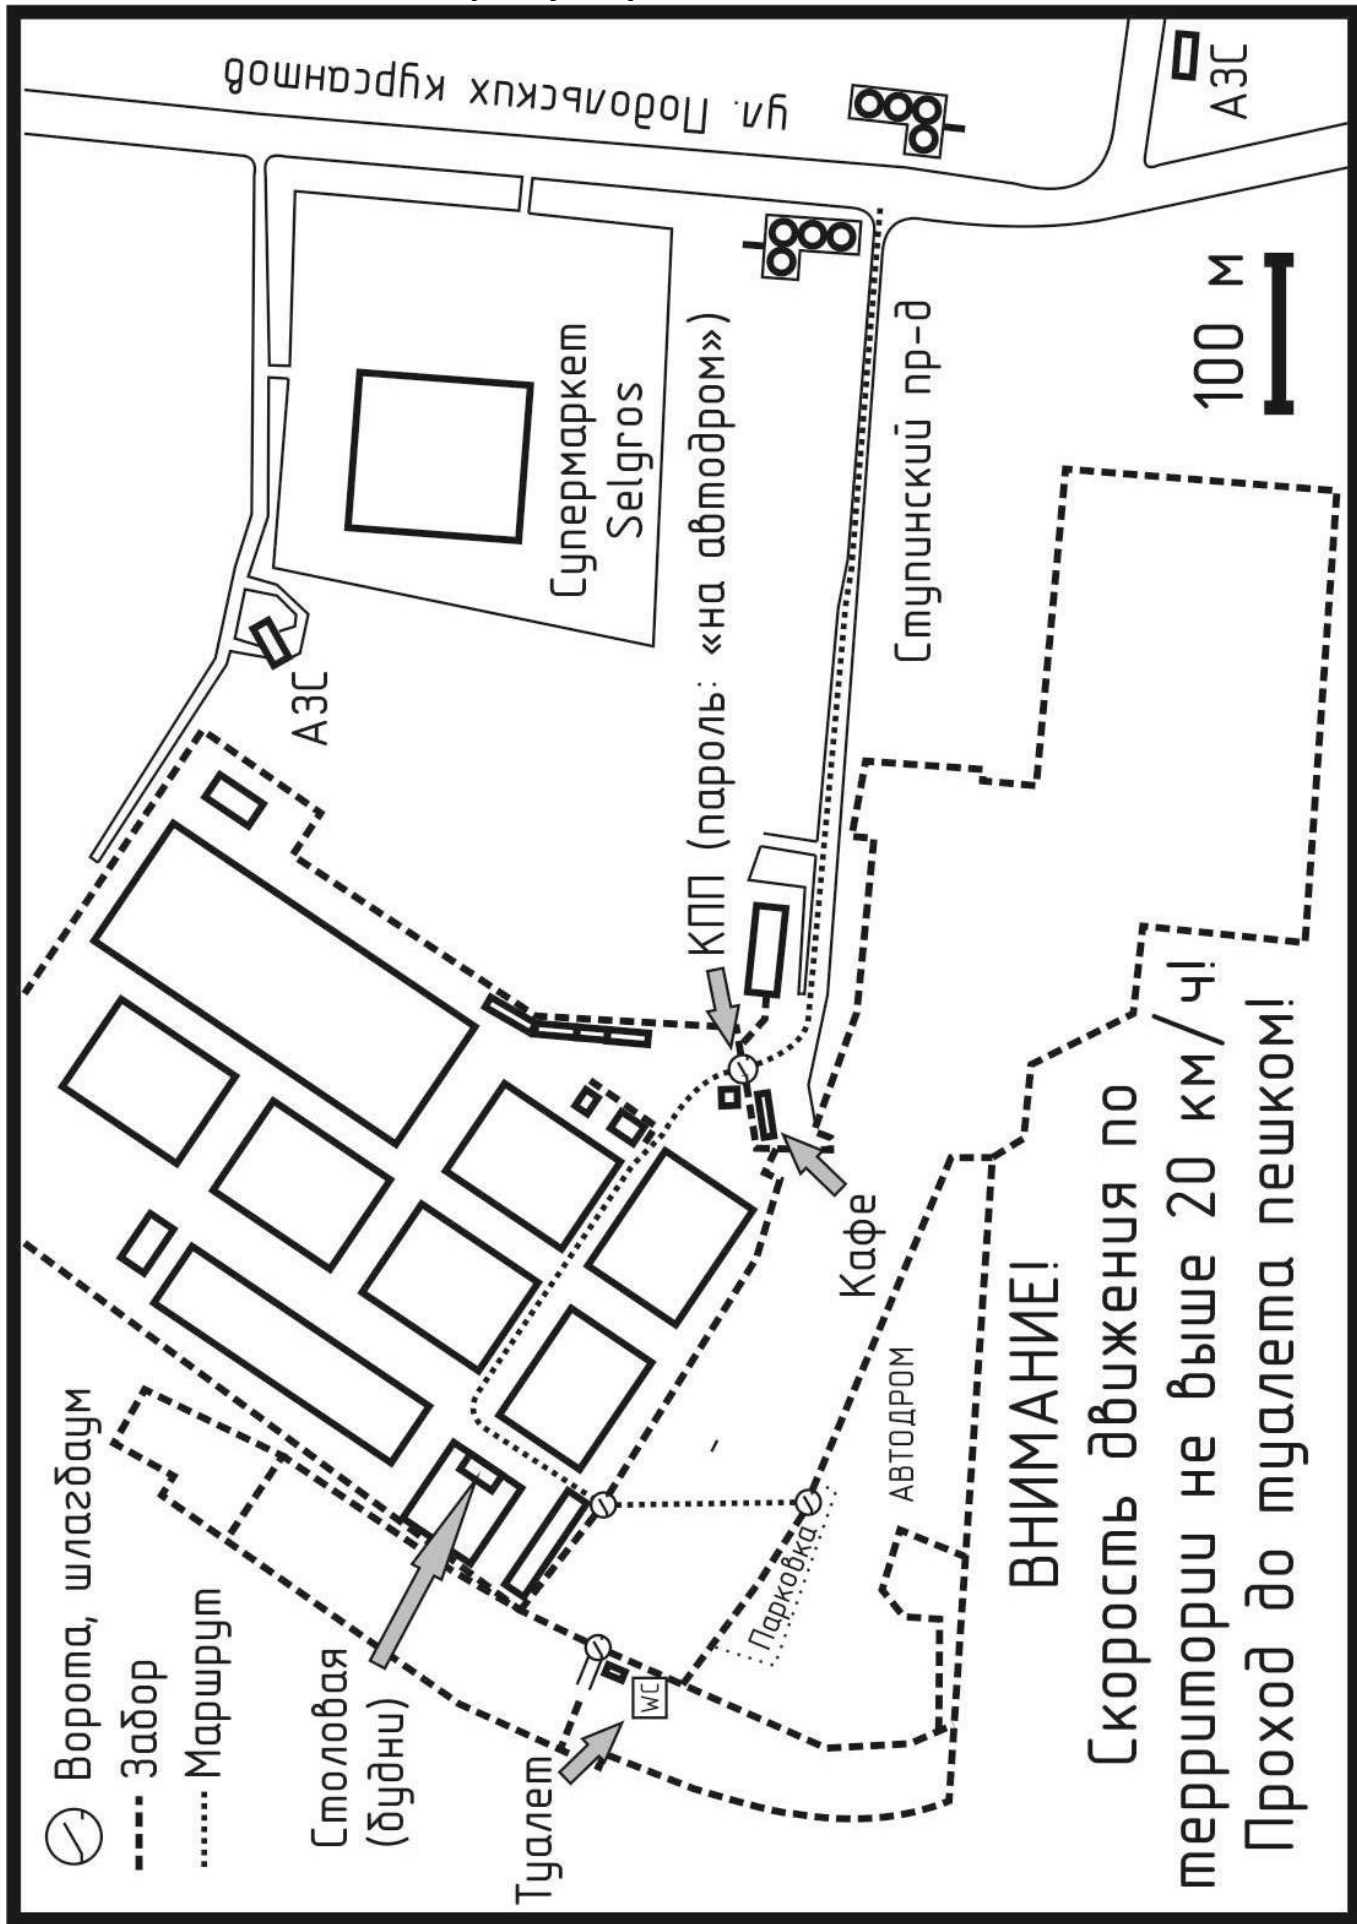 Ворота, шлагбаум
Забор
Маршрут
Столовая
(будни)
Туалет
WC
Парковка
АВТОДРОМ
Кафе
КПП (пароль: «на автодром»)
АЗС
Супермаркет
Selgros
ул. Подольских курсантов
Ступинский пр-д
АЗС
100 м
ВНИМАНИЕ!
Скорость движения по
территории не выше 20 км/ч!
Проход до туалета пешком!